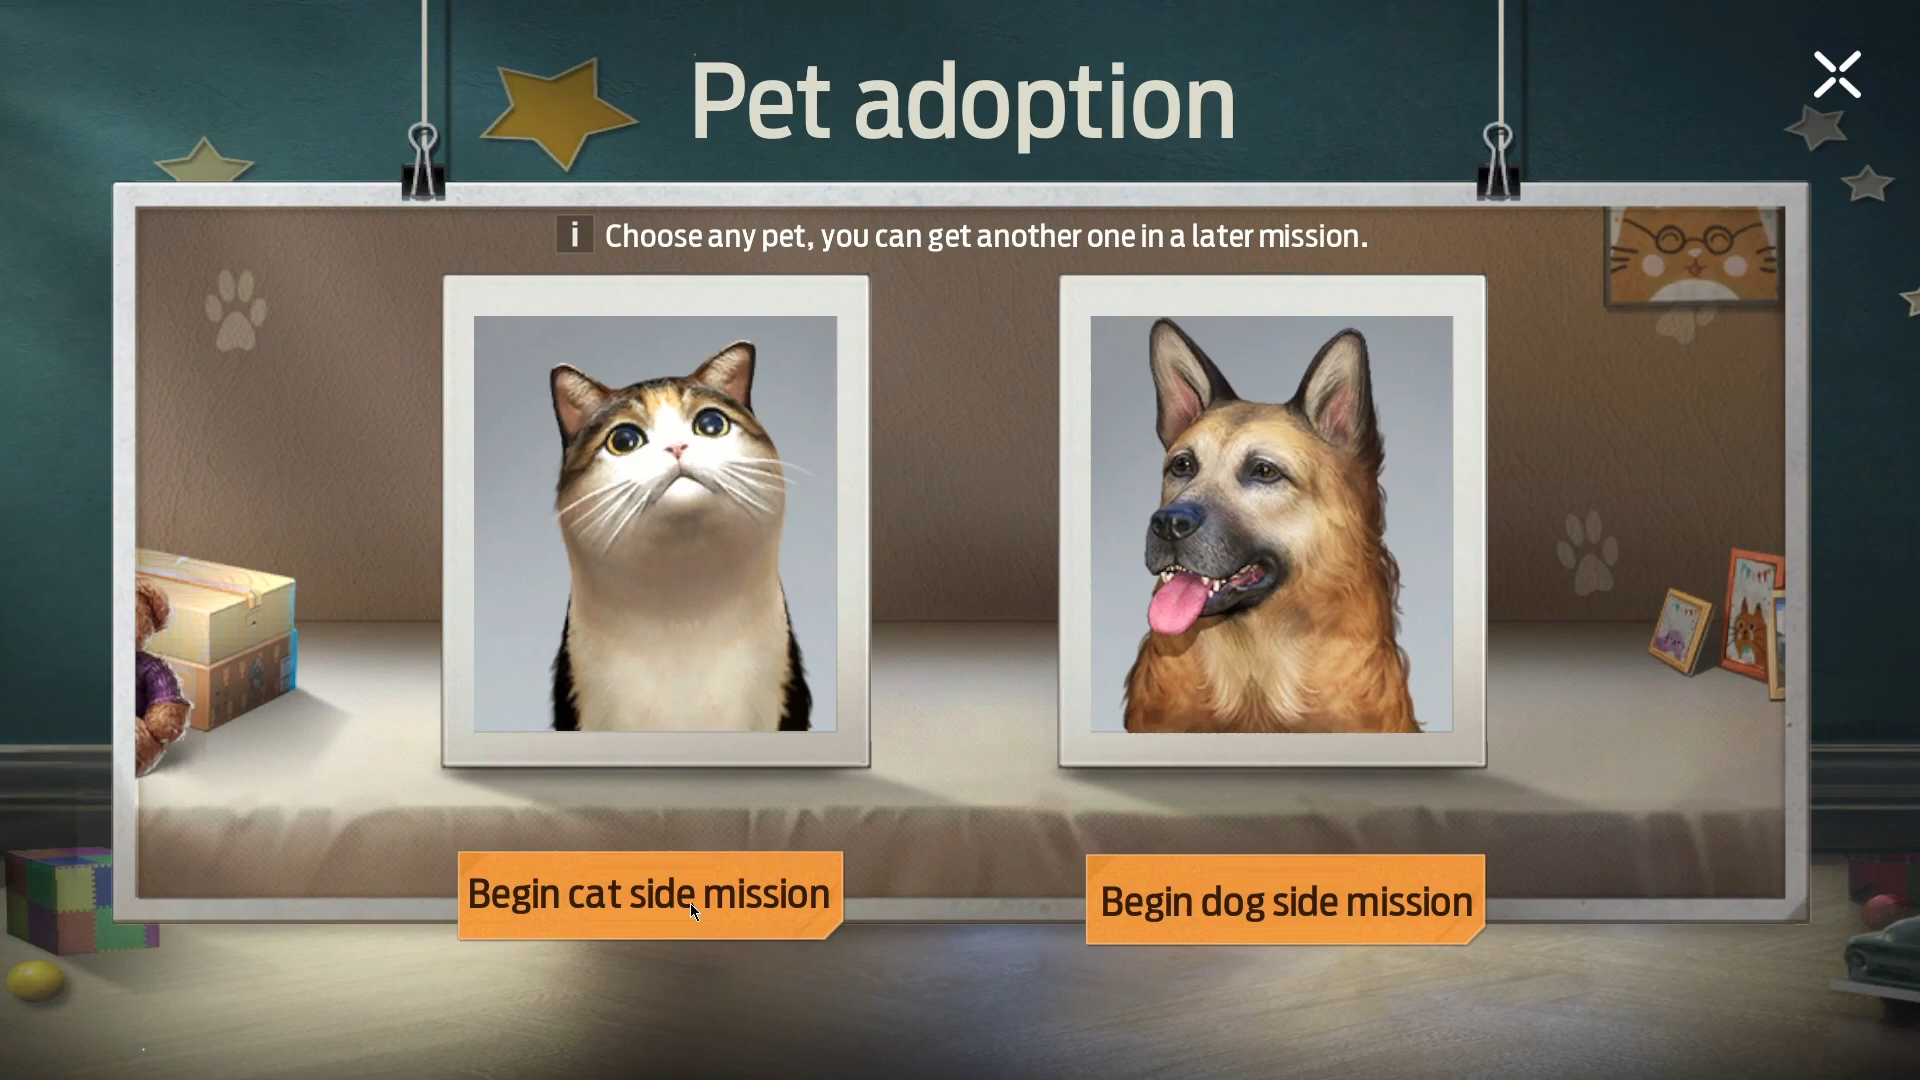 Pet adoption
i Choose any pet, you can get another one in a later mission.
Begin cat side mission
Begin dog side mission